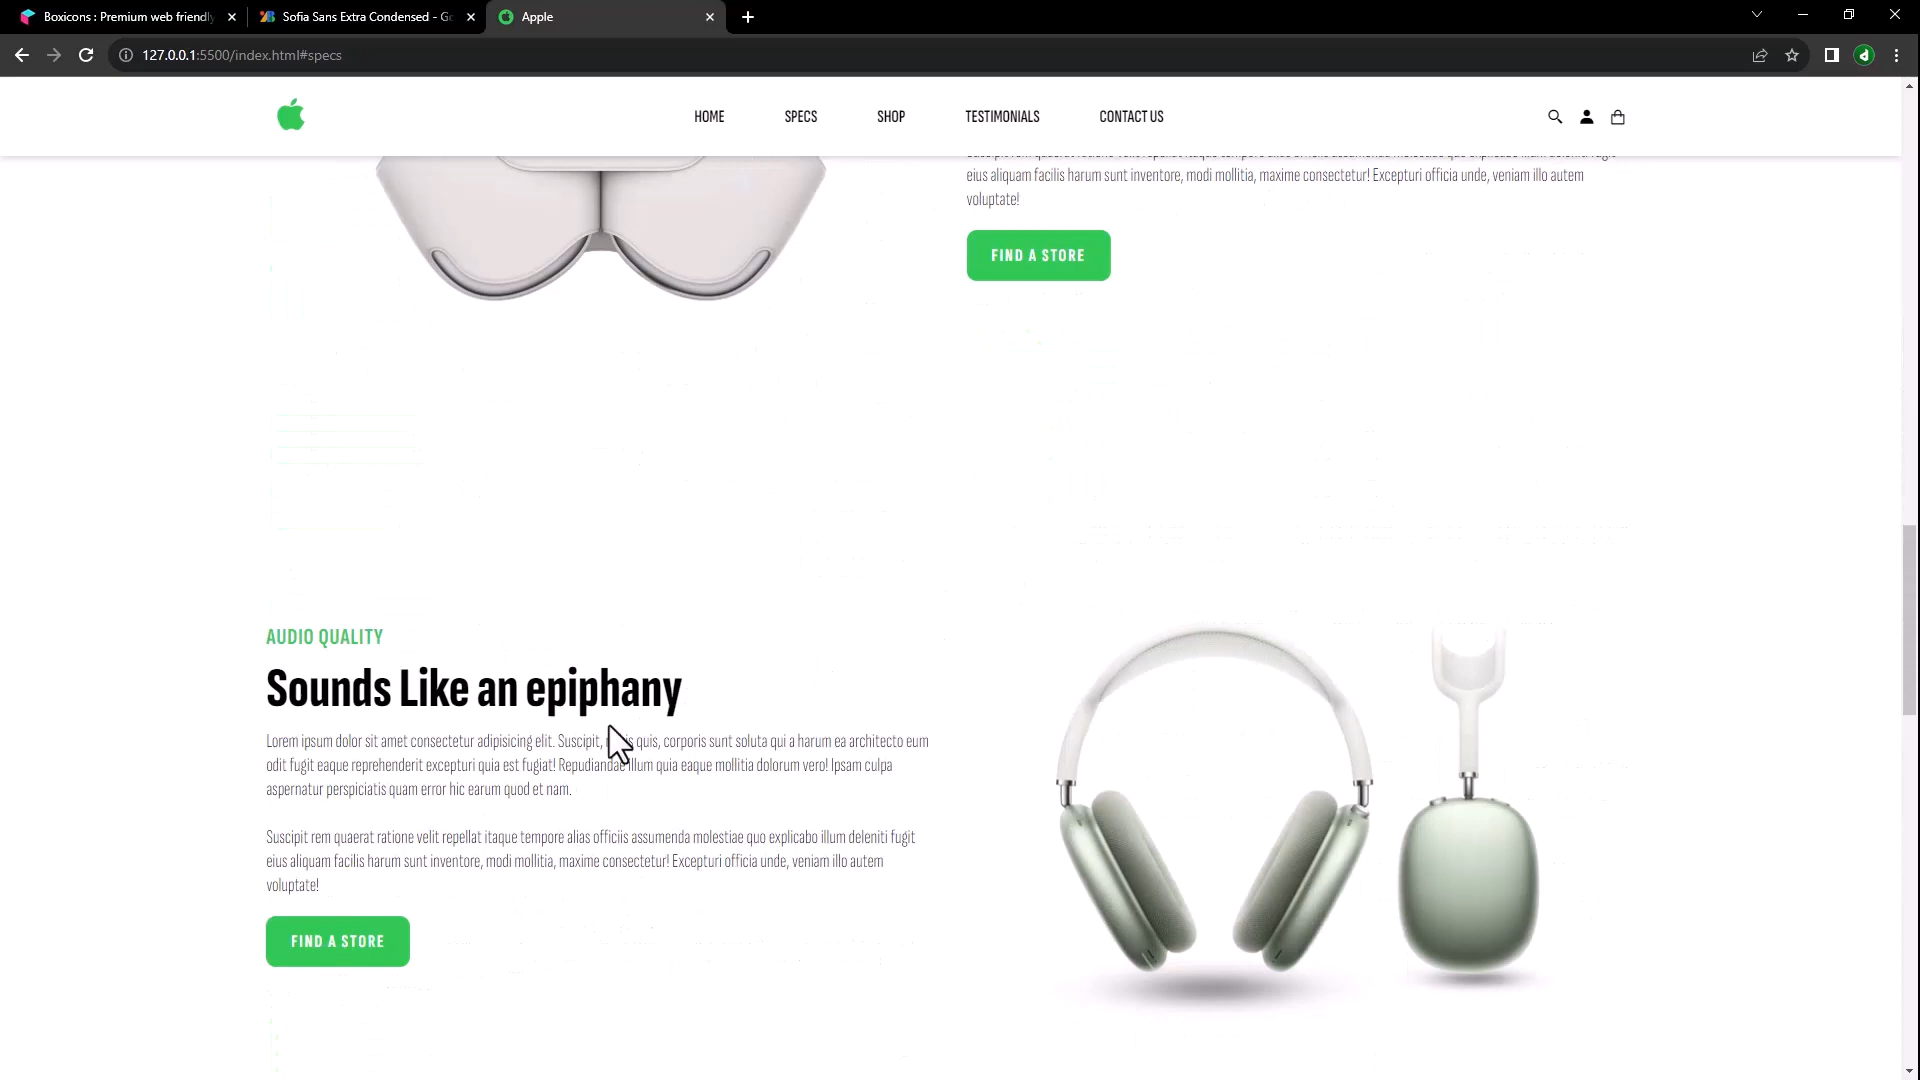 Boxicons : Premium web friendly
Sofia Sans Extra Condensed - Go
Apple
127.0.0.1:5500/index.html#specs
d
HOME
SPECS
SHOP
TESTIMONIALS
CONTACT US
eius aliquam facilis harum sunt inventore, modi mollitia, maxime consectetur! Excepturi officia unde, veniam illo autem
voluptate!
FIND A STORE
AUDIO QUALITY
Sounds Like an epiphany
Lorem ipsum dolor sit amet consectetur adipisicing elit. Suscipit, quis, corporis sunt soluta qui a harum ea architecto eum
odit fugit eaque reprehenderit excepturi quia est fugiat! Repudiandae illum quia eaque mollitia dolorum vero! Ipsam culpa
aspernatur perspiciatis quam error hic earum quod et nam.
Suscipit rem quaerat ratione velit repellat itaque tempore alias officiis assumenda molestiae quo explicabo illum deleniti fugit
eius aliquam facilis harum sunt inventore, modi mollitia, maxime consectetur! Excepturi officia unde, veniam illo autem
voluptate!
FIND A STORE